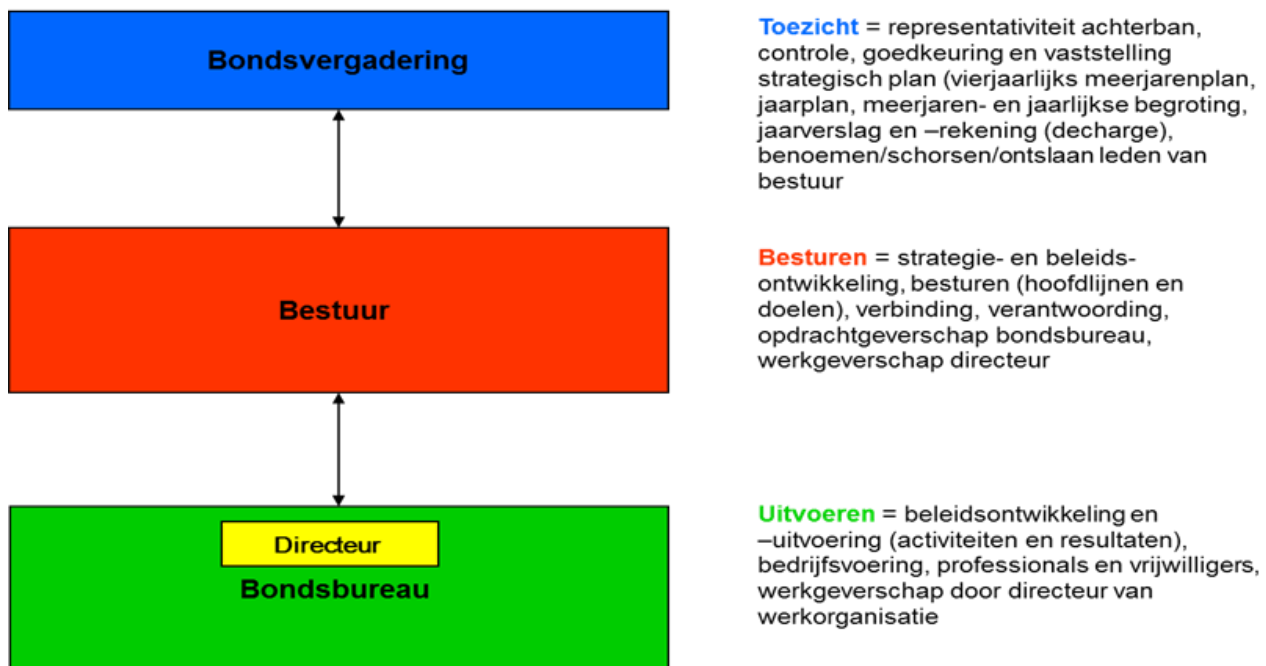 Bondsvergadering
Toezicht = representativiteit achterban,
controle, goedkeuring en vaststelling
strategisch plan (vierjaarlijks meerjarenplan,
jaarplan, meerjaren- en jaarlijkse begroting,
jaarverslag en –rekening (decharge),
benoemen/schorsen/ontslaan leden van
bestuur
Bestuur
Besturen = strategie- en beleids-
ontwikkeling, besturen (hoofdlijnen en
doelen), verbinding, verantwoording,
opdrachtgeverschap bondsbureau,
werkgeverschap directeur
Directeur
Bondsbureau
Uitvoeren = beleidsontwikkeling en
–uitvoering (activiteiten en resultaten),
bedrijfsvoering, professionals en vrijwilligers,
werkgeverschap door directeur van
werkorganisatie